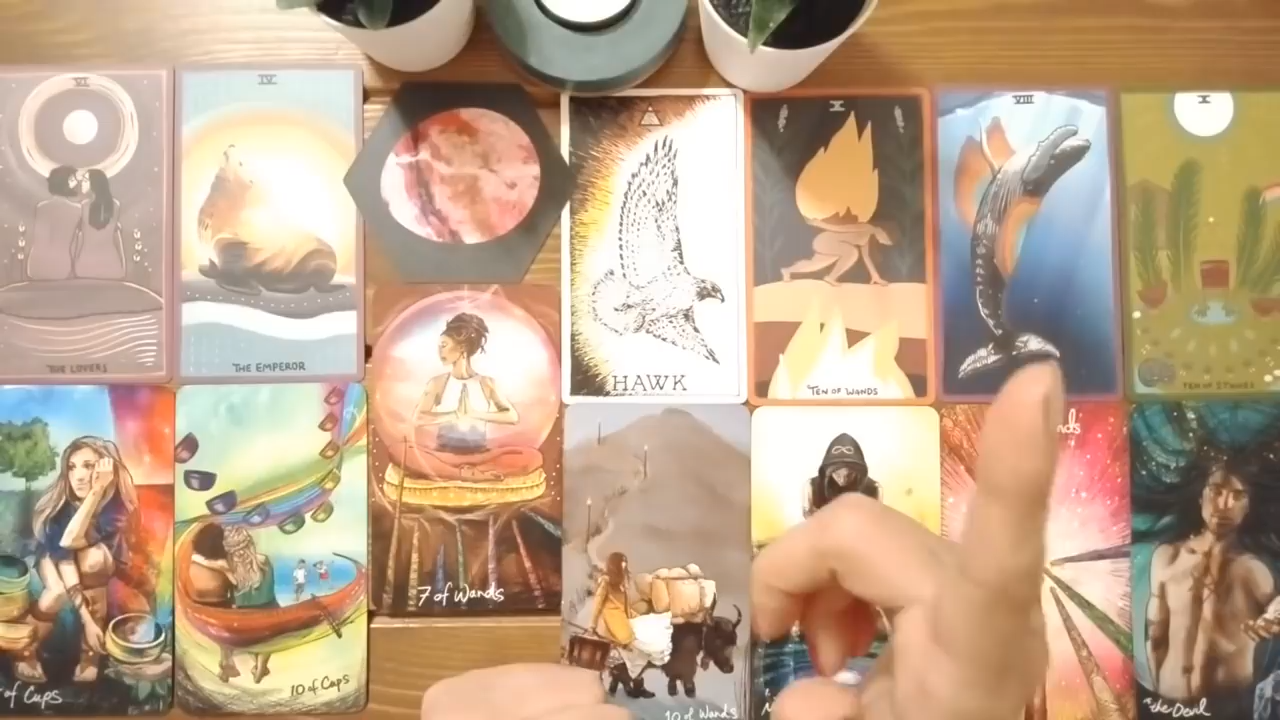 VI
THE LOVERS
IV
THE EMPEROR
HAWK
X
TEN OF WANDS
VIII
X
TEN OF STONES
of Cups
10 of Cups
7 of Wands
10 of Wands
nds
the Devil